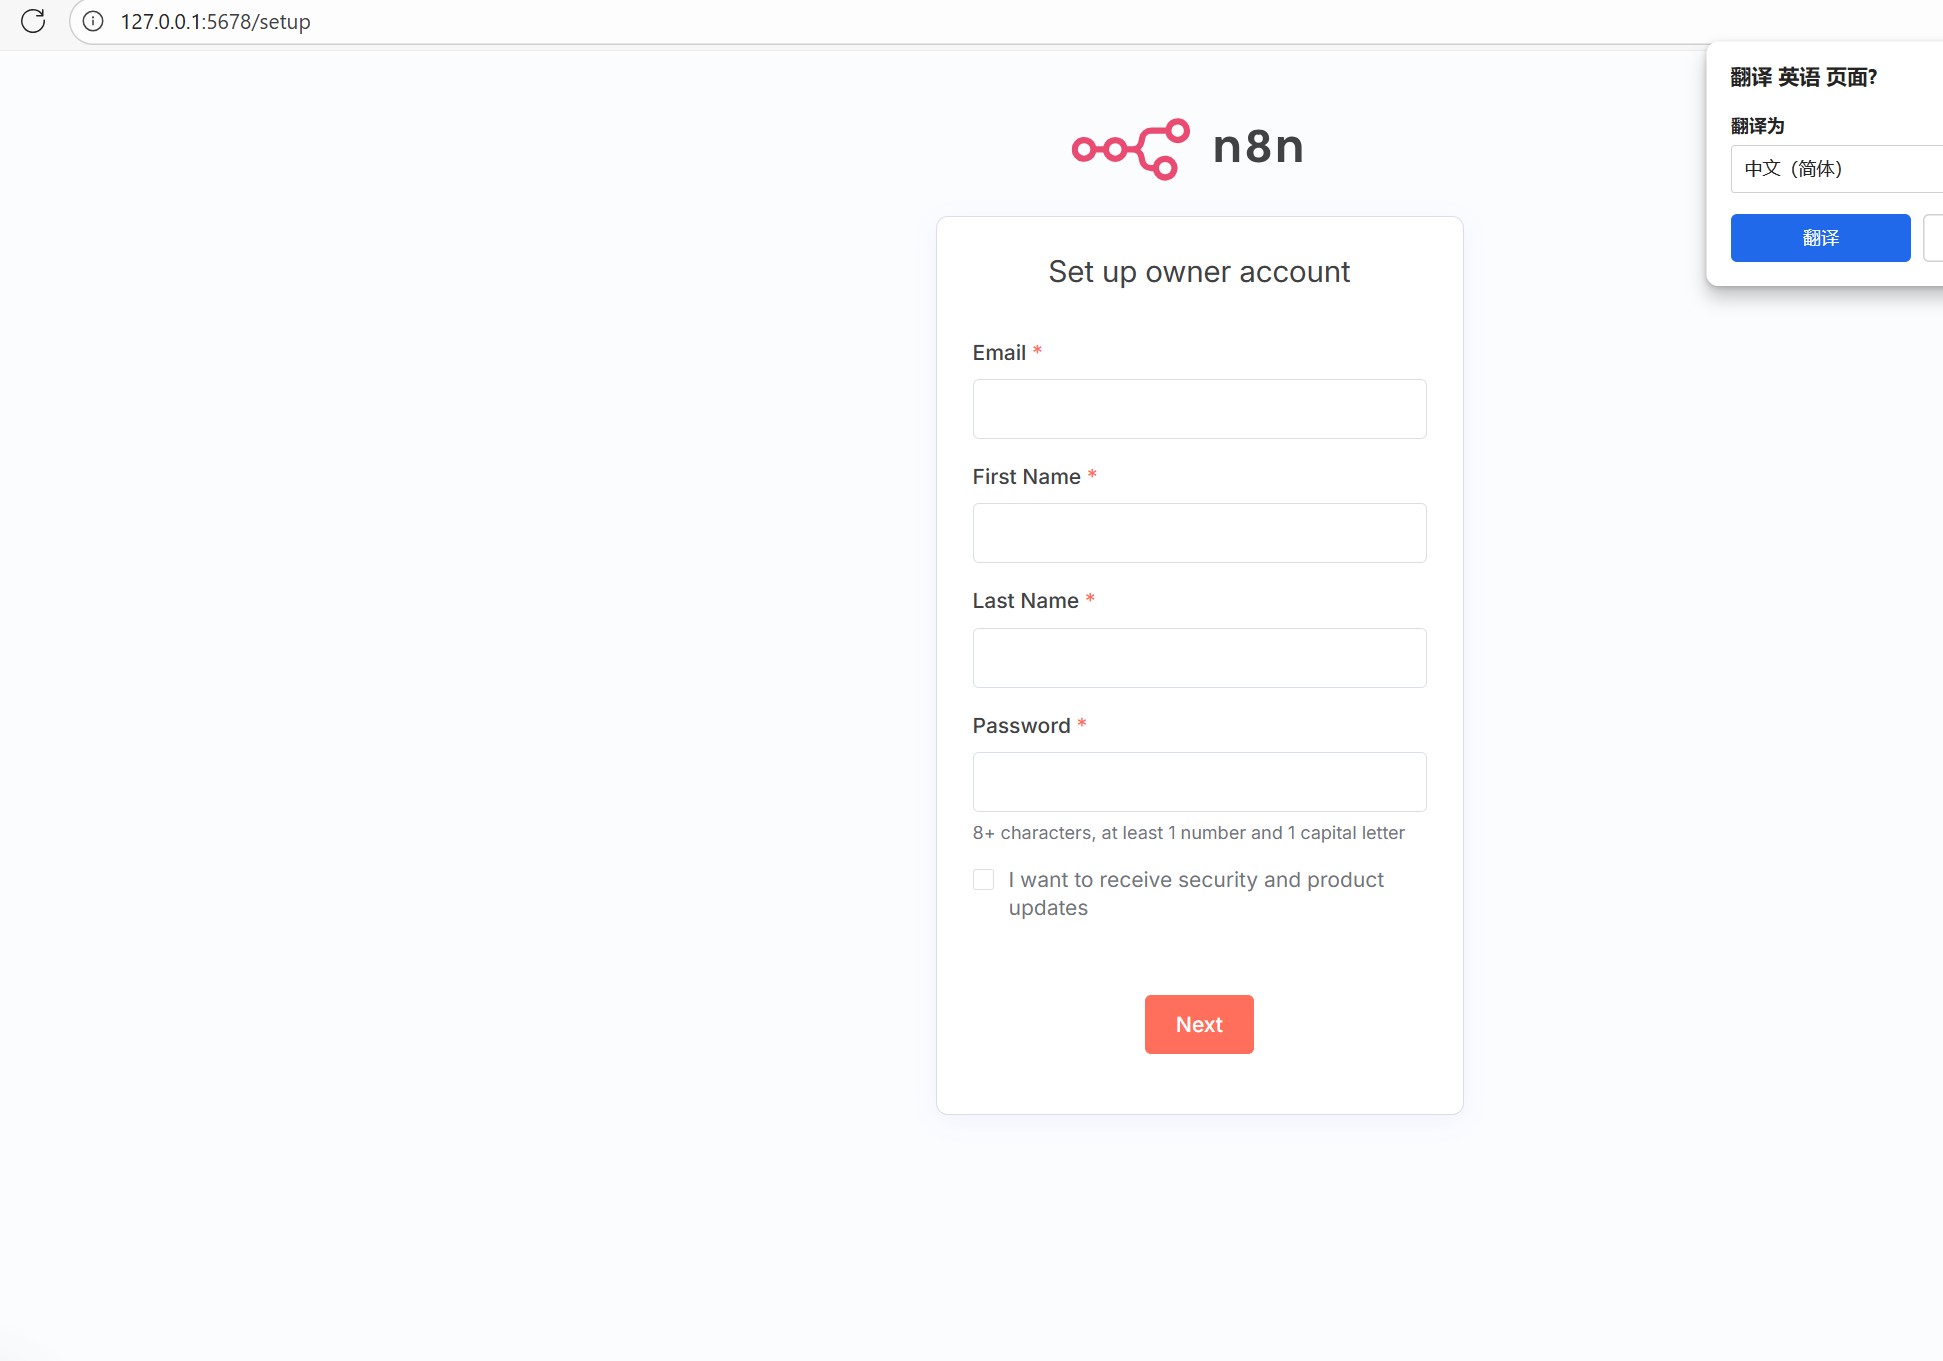 127.0.0.1:5678/setup
翻译 英语 页面?
翻译为
中文（简体）
翻译
n8n
Set up owner account
Email *
First Name *
Last Name *
Password *
8+ characters, at least 1 number and 1 capital letter
I want to receive security and product
updates
Next